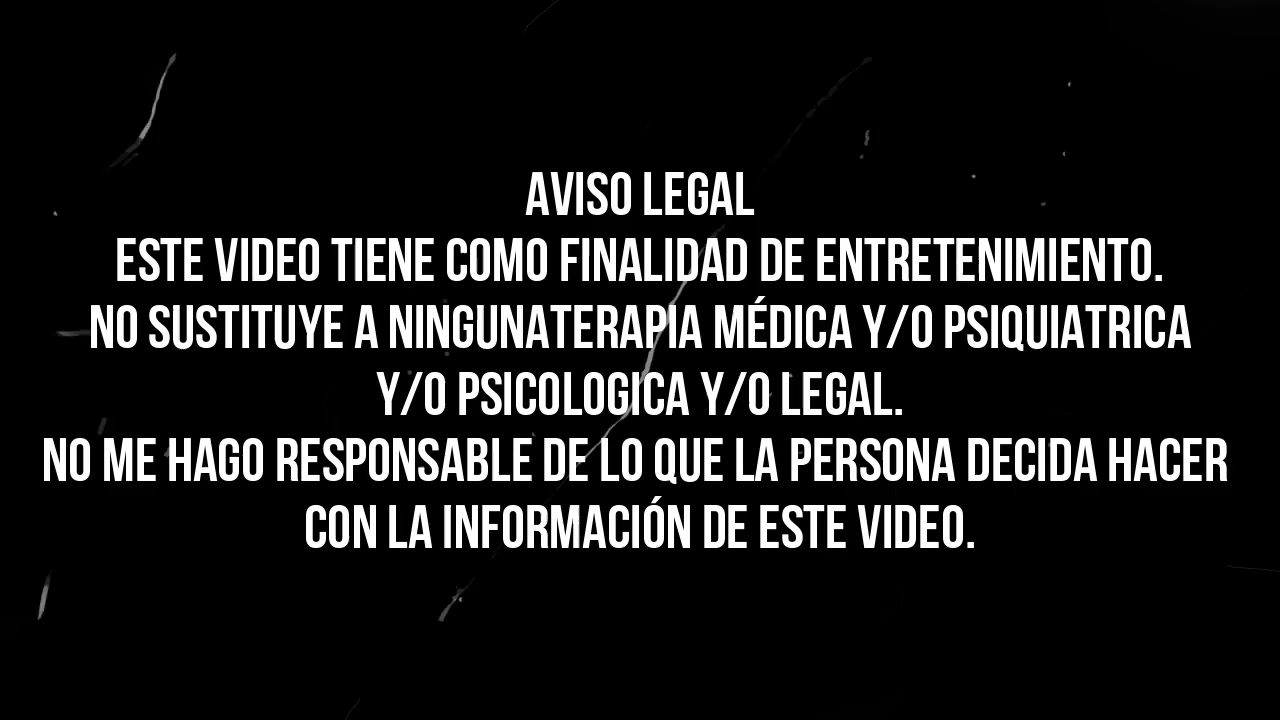 AVISO LEGAL
ESTE VIDEO TIENE COMO FINALIDAD DE ENTRETENIMIENTO.
NO SUSTITUYE A NINGUNATERAPIA MÉDICA Y/O PSIQUIATRICA
Y/O PSICOLOGICA Y/O LEGAL.
NO ME HAGO RESPONSABLE DE LO QUE LA PERSONA DECIDA HACER
CON LA INFORMACIÓN DE ESTE VIDEO.